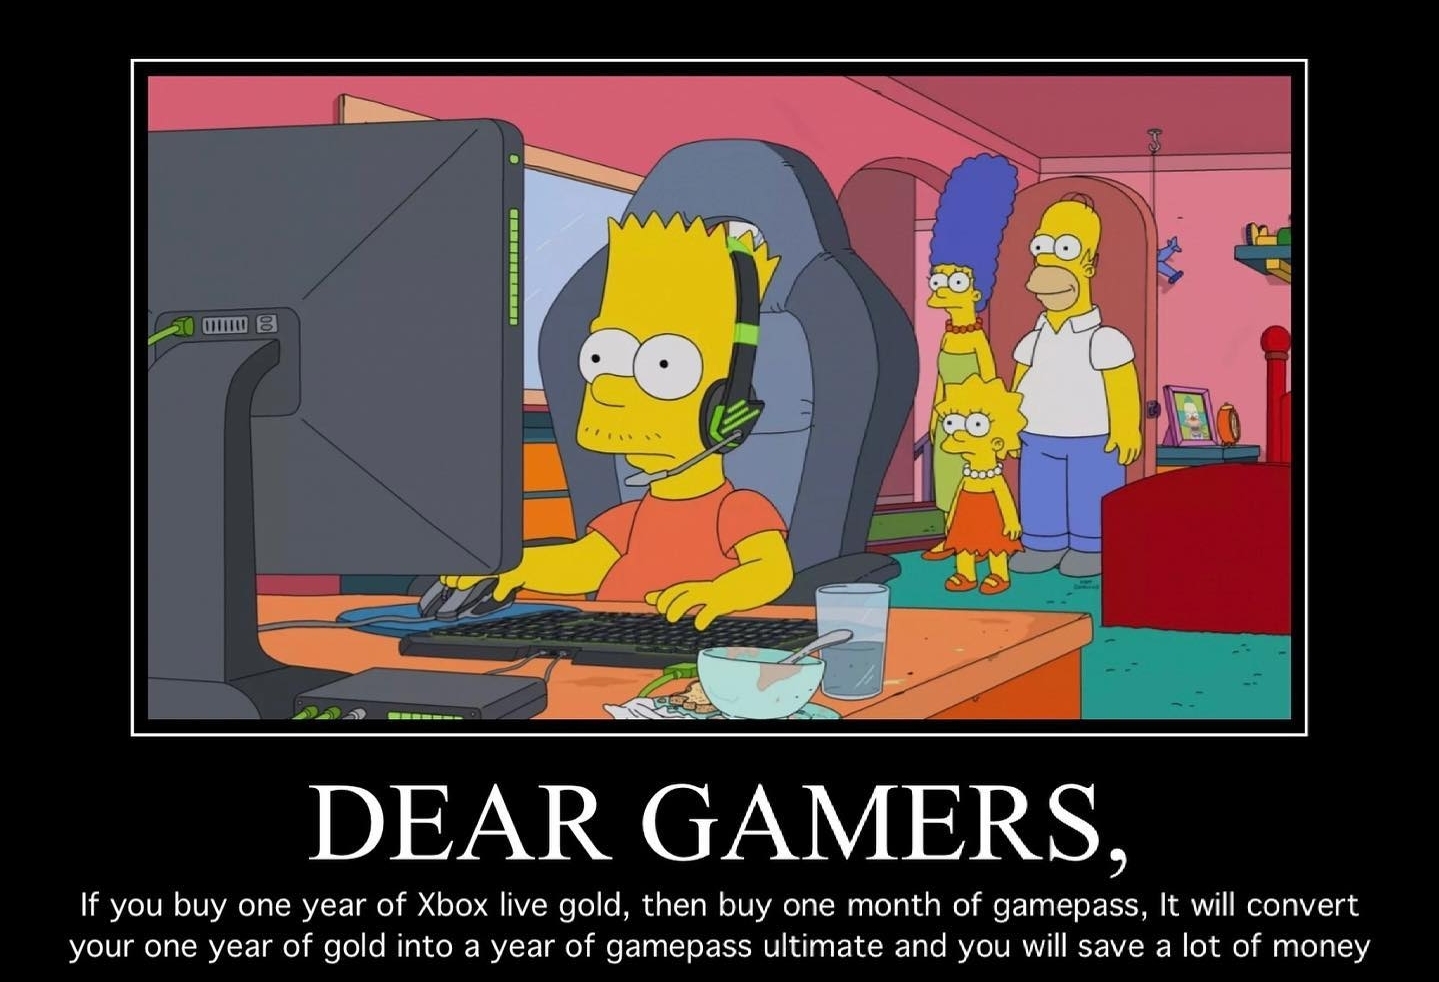 DEAR GAMERS,
If you buy one year of Xbox live gold, then buy one month of gamepass, It will convert
your one year of gold into a year of gamepass ultimate and you will save a lot of money